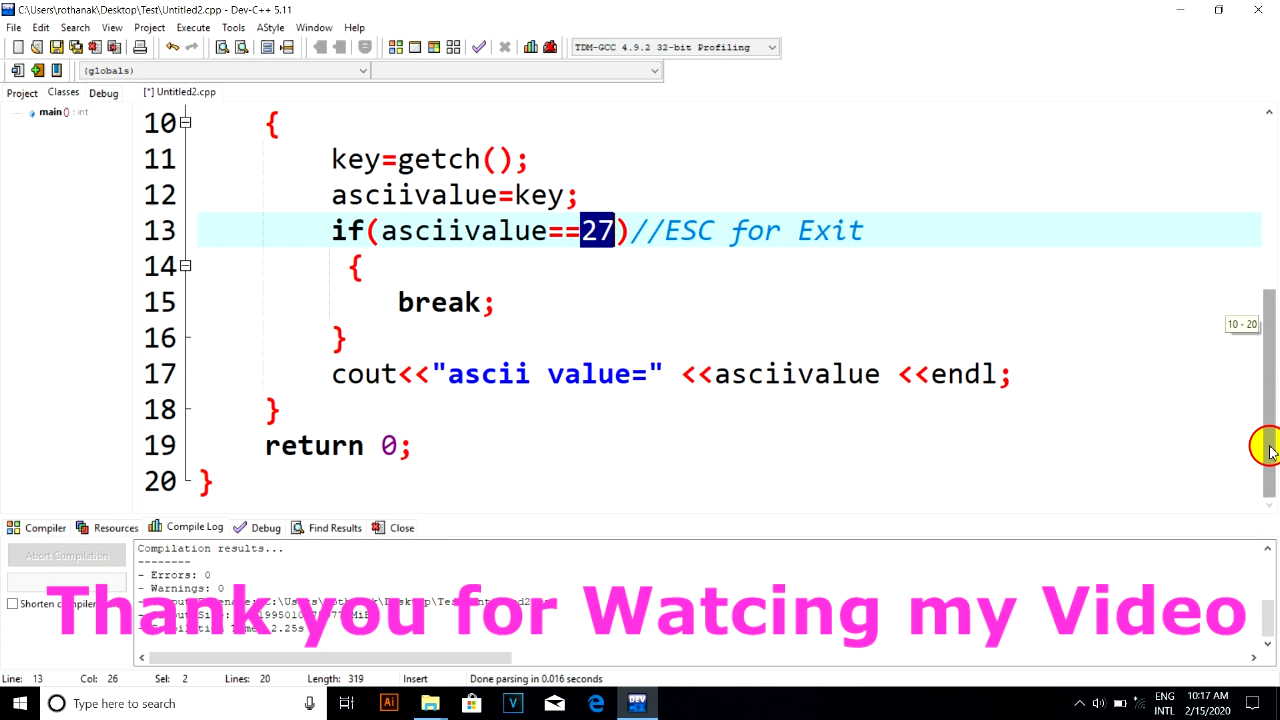 C:\Users\rothanak\Desktop\Test\Untitled2.cpp - Dev-C++ 5.11
File Edit Search View Project Execute Tools AStyle Window Help
TDM-GCC 4.9.2 32-bit Profiling
(globals)
Project Classes Debug [*] Untitled2.cpp
main () : int
10 {
11 key=getch();
12 asciivalue=key;
13 if(asciivalue==27)//ESC for Exit
14 {
15 break;
16 }
17 cout<<"ascii value=" <<asciivalue <<endl;
18 }
19 return 0;
20 }
10 - 20
Compiler Resources Compile Log Debug Find Results Close
Abort Compilation
Shorten compiler
Compilation results...
--------
- Errors: 0
- Warnings: 0
2.25s
Thank you for Watcing my Video
Line: 13 Col: 26 Sel: 2 Lines: 20 Length: 319 Insert Done parsing in 0.016 seconds
Type here to search
Ai
V
DEV
ENG
INTL
10:17 AM
2/15/2020